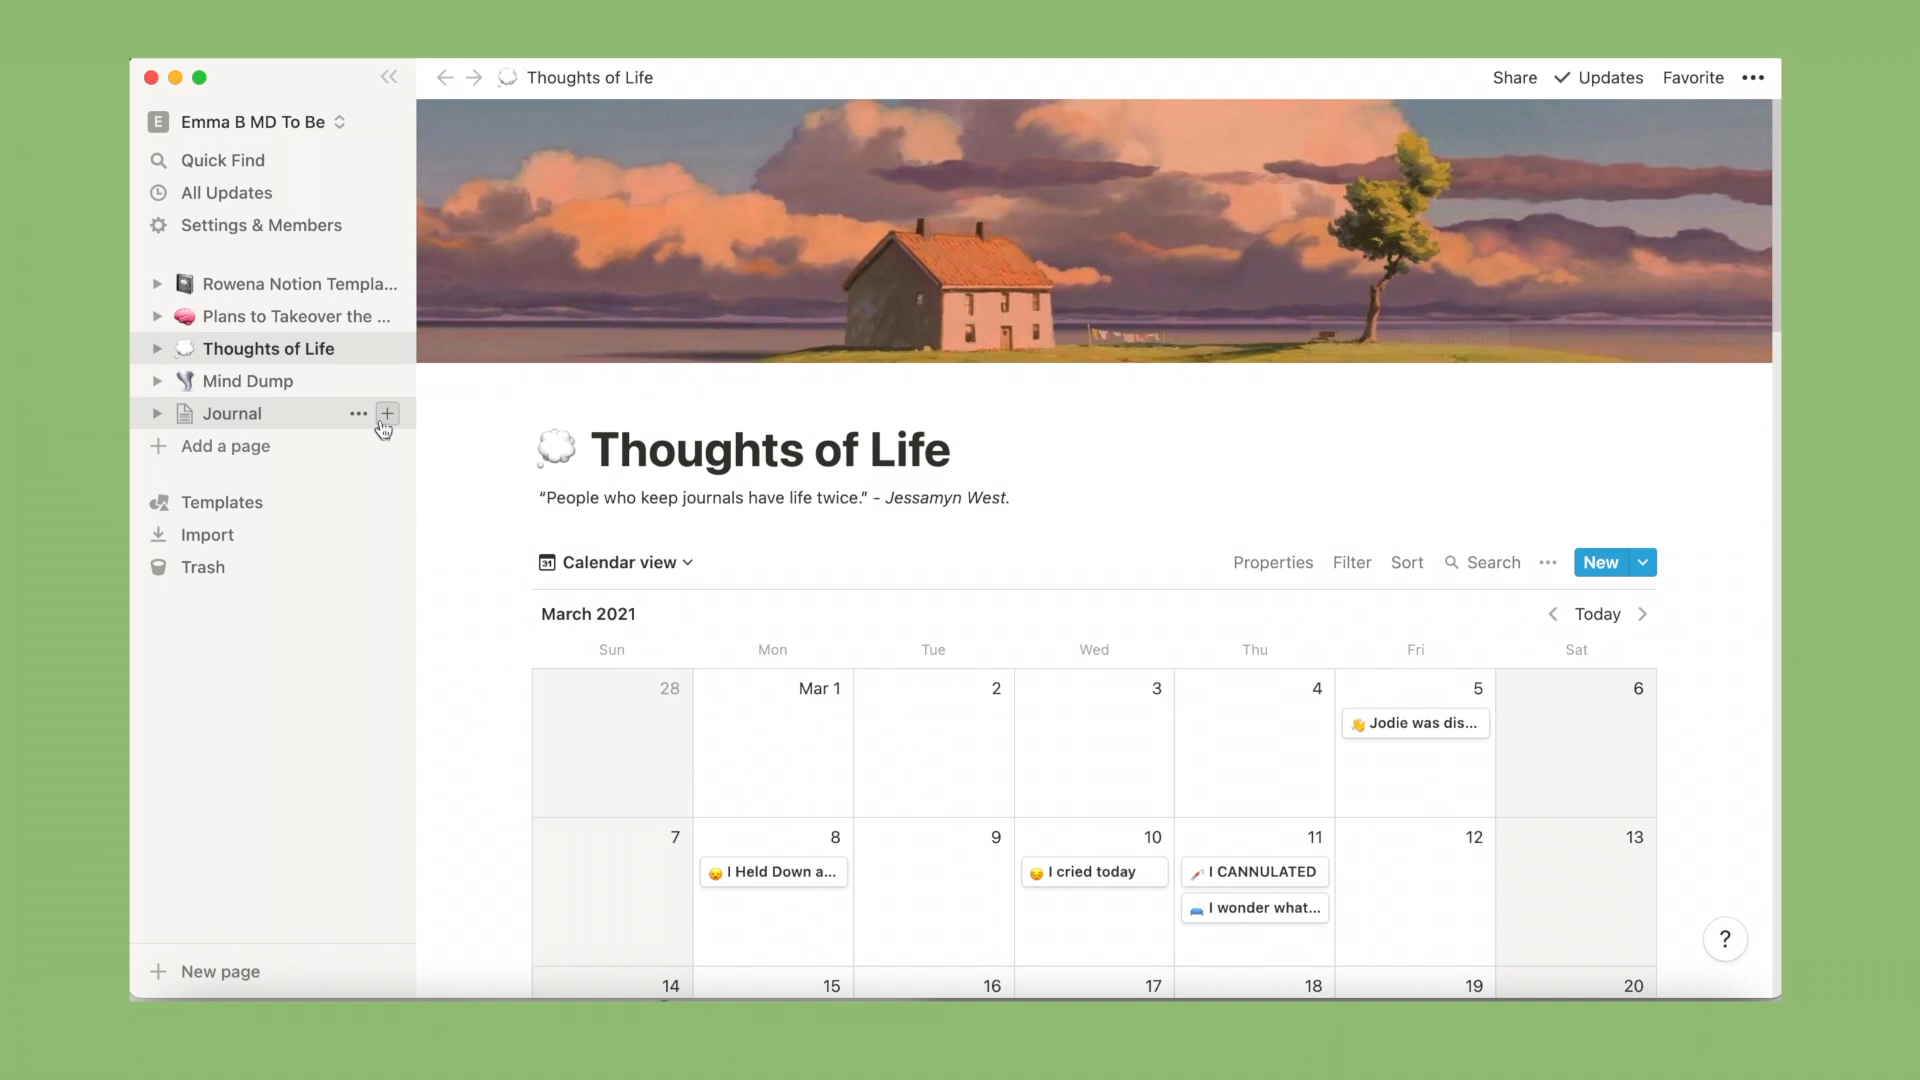 Thoughts of Life
Share
Updates
Favorite
E
Emma B MD To Be
Quick Find
All Updates
Settings & Members
Rowena Notion Templa...
Plans to Takeover the ...
Thoughts of Life
Mind Dump
Journal
Add a page
Templates
Import
Trash
New page
Thoughts of Life
“People who keep journals have life twice.” - Jessamyn West.
31
Calendar view
Properties
Filter
Sort
Search
New
March 2021
Today
Sun
Mon
Tue
Wed
Thu
Fri
Sat
28
Mar 1
2
3
4
5
6
Jodie was dis...
7
8
9
10
11
12
13
I Held Down a...
I cried today
I CANNULATED
I wonder what...
14
15
16
17
18
19
20
?